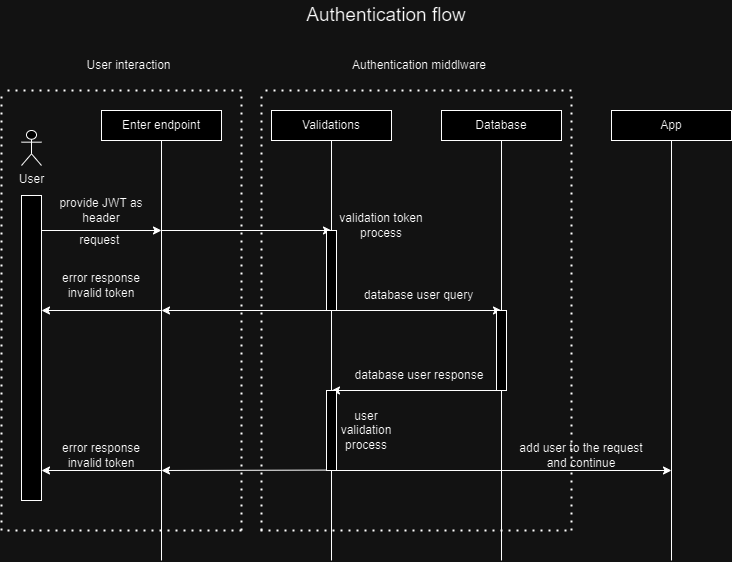 Authentication flow
User interaction
Authentication middlware
Enter endpoint
Validations
Database
App
User
provide JWT as
header
request
validation token
process
error response
invalid token
database user query
database user response
user
validation
process
error response
invalid token
add user to the request
and continue